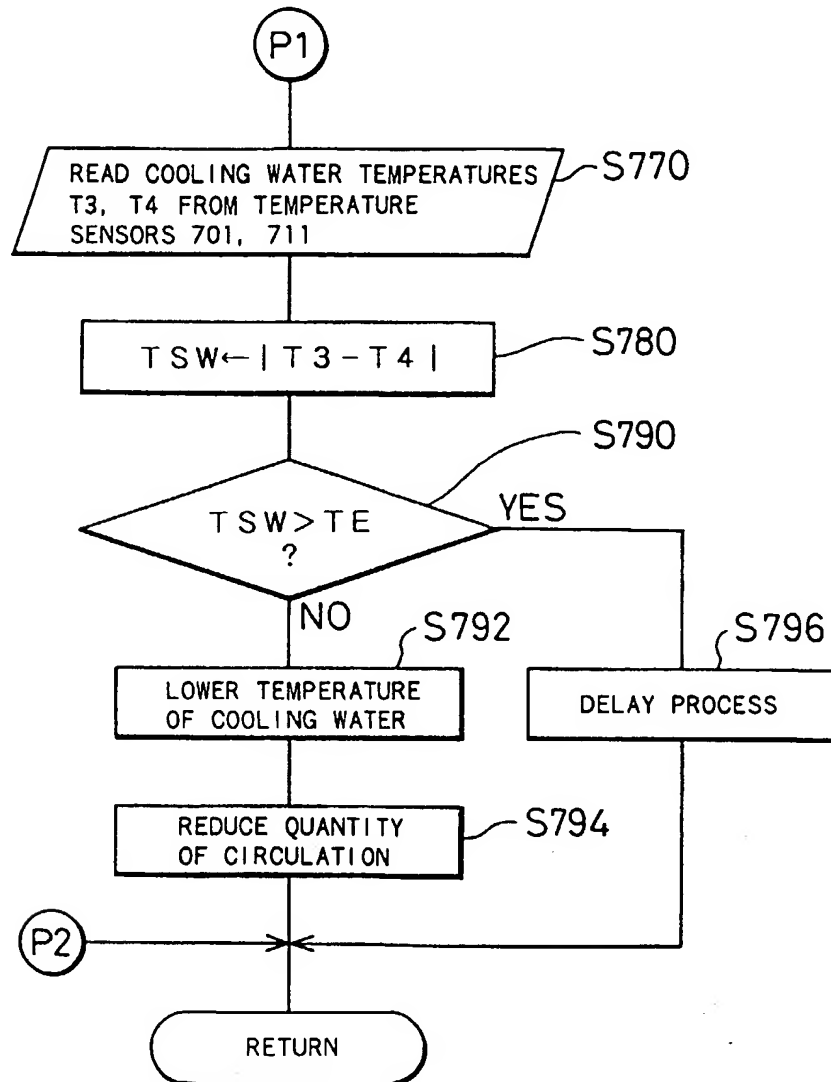 P1
READ COOLING WATER TEMPERATURES
T3, T4 FROM TEMPERATURE
SENSORS 701, 711
S770
TSW←|T3-T4|
S780
S790
TSW>TE
?
YES
NO
S792
LOWER TEMPERATURE
OF COOLING WATER
S796
DELAY PROCESS
REDUCE QUANTITY
OF CIRCULATION
S794
P2
RETURN